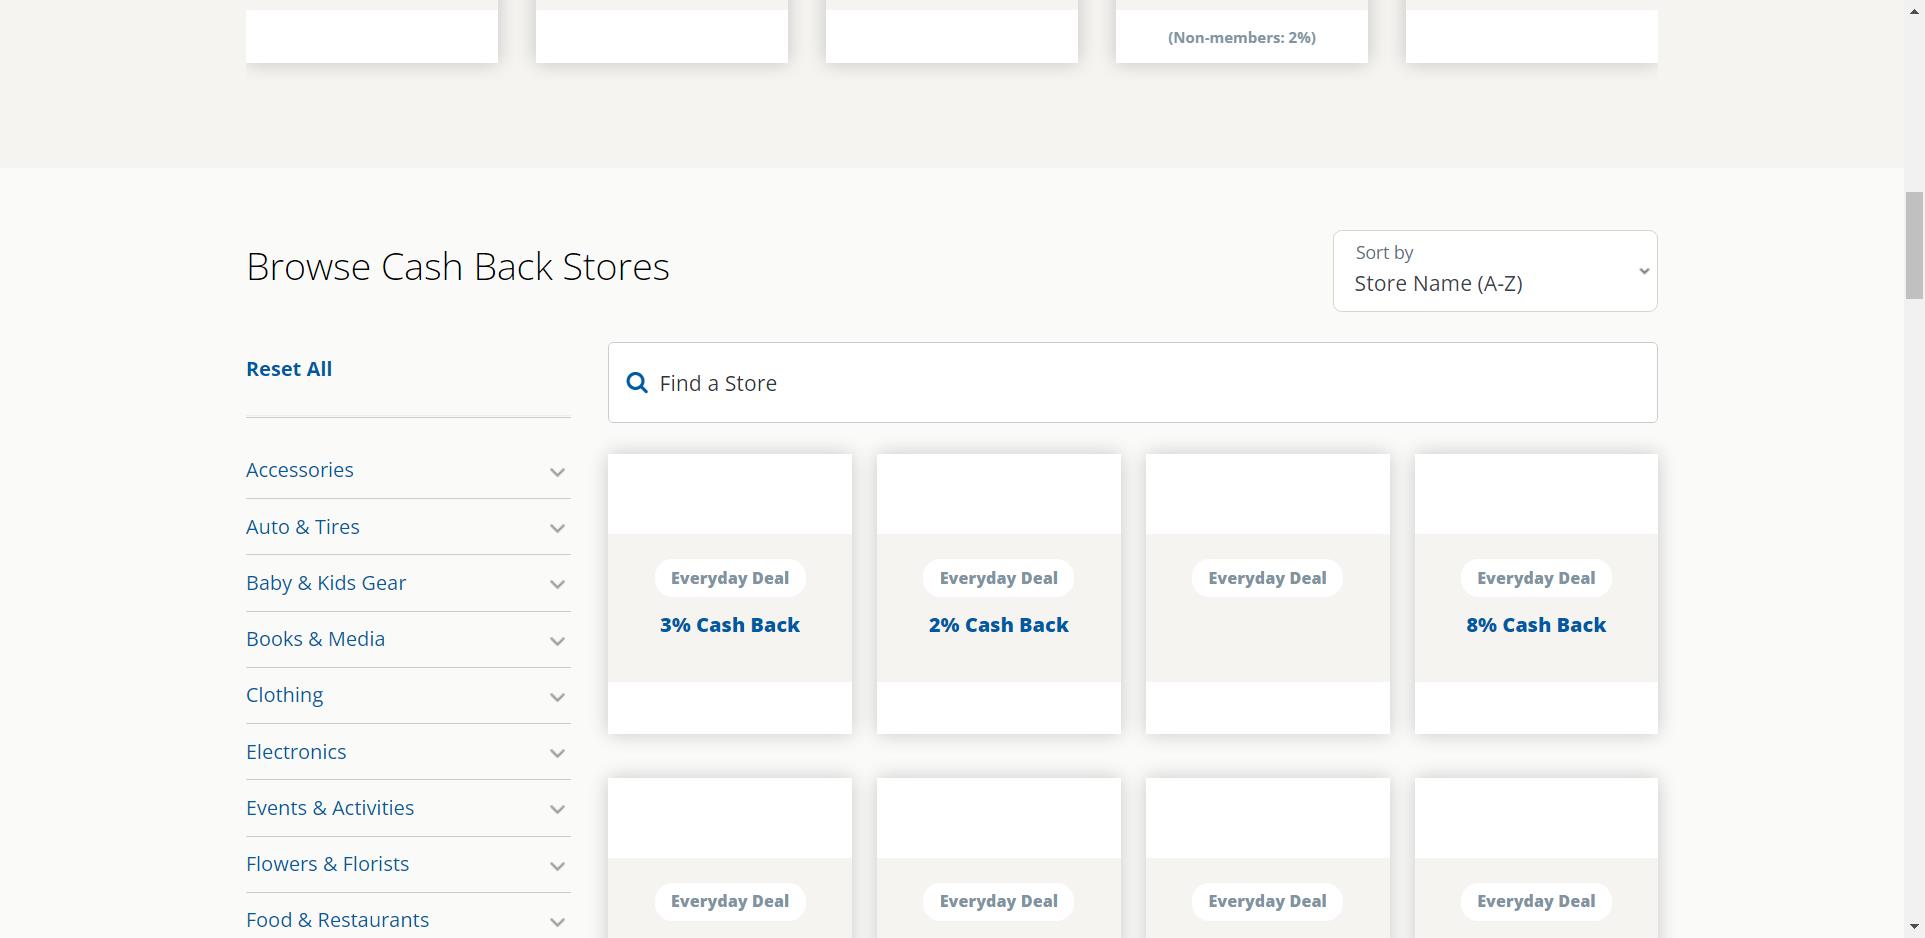 (Non-members: 2%)
Browse Cash Back Stores
Sort by
Store Name (A-Z)
Reset All
Find a Store
Accessories
Auto & Tires
Baby & Kids Gear
Books & Media
Clothing
Electronics
Events & Activities
Flowers & Florists
Food & Restaurants
Everyday Deal
3% Cash Back
Everyday Deal
2% Cash Back
Everyday Deal
Everyday Deal
8% Cash Back
Everyday Deal
Everyday Deal
Everyday Deal
Everyday Deal